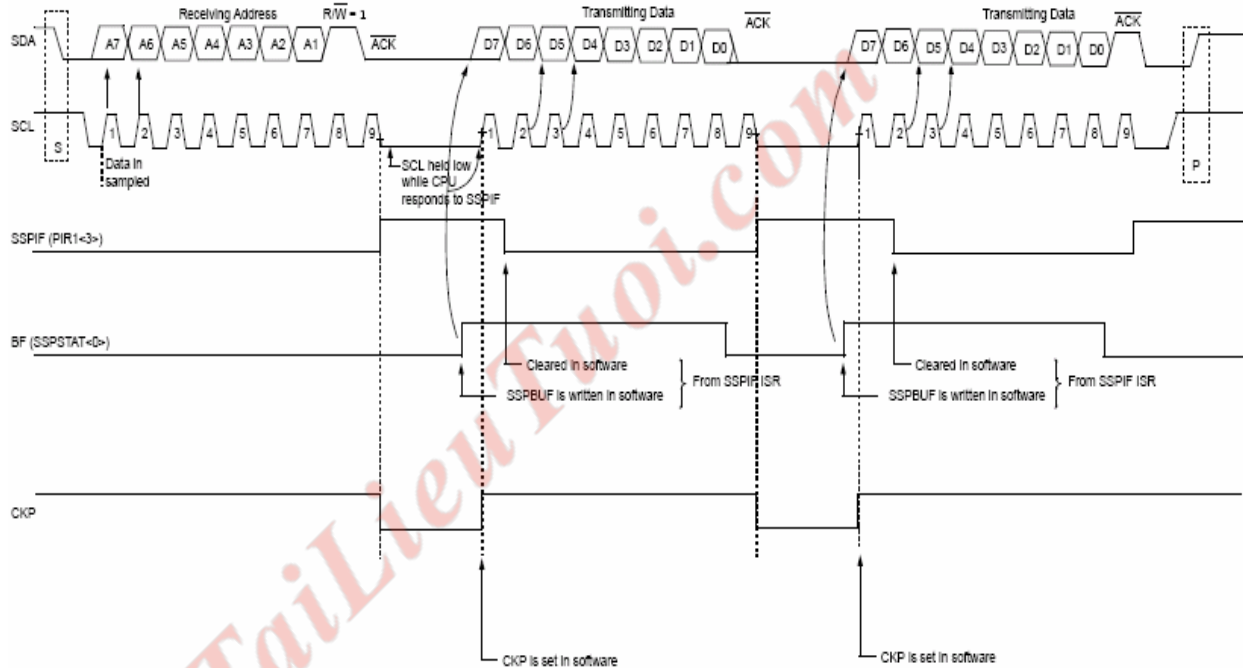 Receiving Address R/W = 1 Transmitting Data ACK Transmitting Data ACK
SDA A7 A6 A5 A4 A3 A2 A1 ACK D7 D6 D5 D4 D3 D2 D1 D0 D7 D6 D5 D4 D3 D2 D1 D0
SCL 1 2 3 4 5 6 7 8 9 1 2 3 4 5 6 7 8 9 1 2 3 4 5 6 7 8 9
S
P
Data in
sampled
SCL held low
while CPU
responds to SSPIF
SSPIF (PIR1<3>)
BF (SSPSTAT<0>)
Cleared in software
SSPBUF is written in software
From SSPIF ISR
Cleared in software
SSPBUF is written in software
From SSPIF ISR
CKP
CKP is set in software
CKP is set in software
TaiLieuTuoi.com